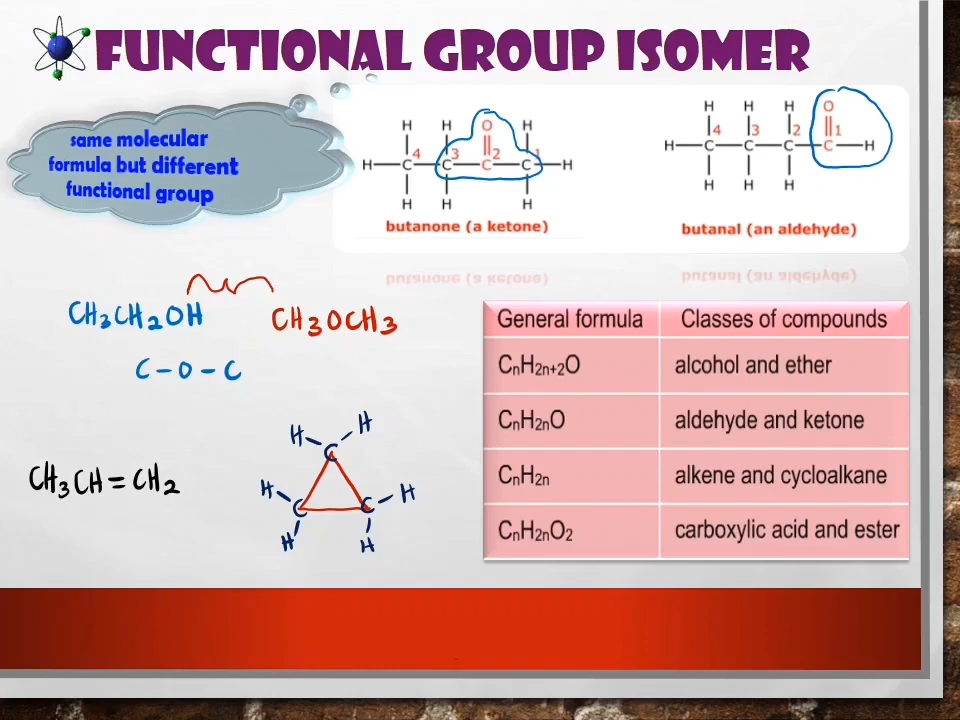 FUNCTIONAL GROUP ISOMER
same molecular
formula but different
functional group
H H O H
4 3 2 1
H C C C C H
H H H
butanone (a ketone)
H H H O
4 3 2 1
H C C C C H
H H H
butanal (an aldehyde)
CH3CH2OH
CH3OCH3
C-O-C
CH3CH=CH2
H H
C
H C C H
H H
General formula Classes of compounds
CnH2n+2O alcohol and ether
CnH2nO aldehyde and ketone
CnH2n alkene and cycloalkane
CnH2nO2 carboxylic acid and ester